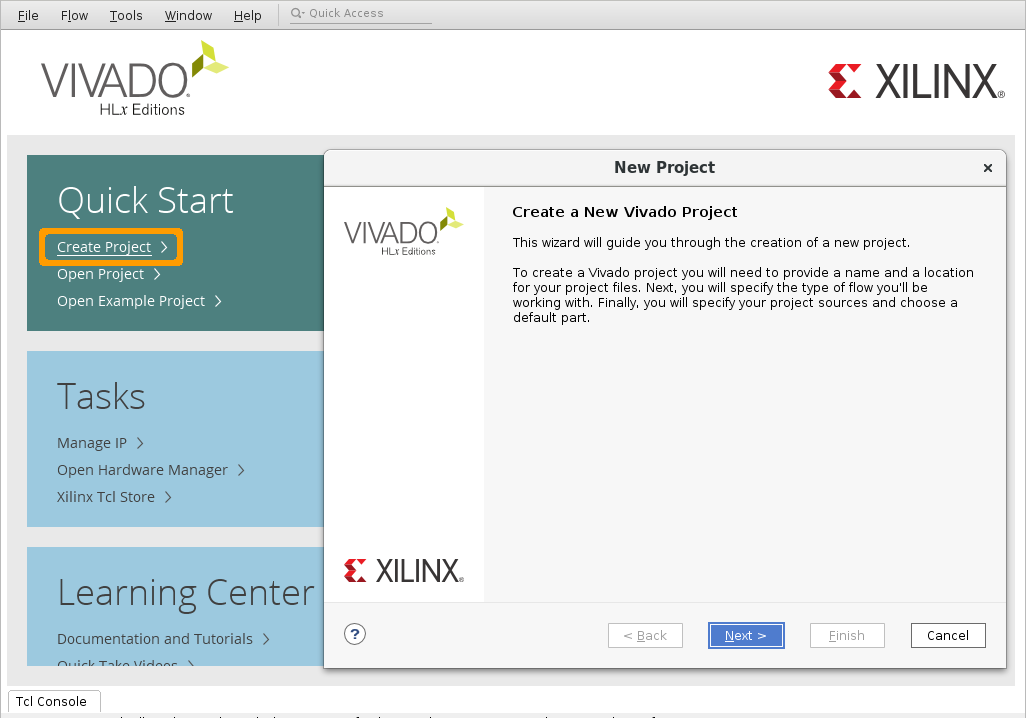 File Flow Tools Window Help Quick Access
VIVADO.
HLx Editions
XILINX®
Quick Start
Create Project
Open Project
Open Example Project
Tasks
Manage IP
Open Hardware Manager
Xilinx Tcl Store
Learning Center
Documentation and Tutorials
Quick Take Videos
New Project
VIVADO.
HLx Editions
Create a New Vivado Project
This wizard will guide you through the creation of a new project.
To create a Vivado project you will need to provide a name and a location
for your project files. Next, you will specify the type of flow you'll be
working with. Finally, you will specify your project sources and choose a
default part.
XILINX®
? < Back Next > Finish Cancel
Tcl Console